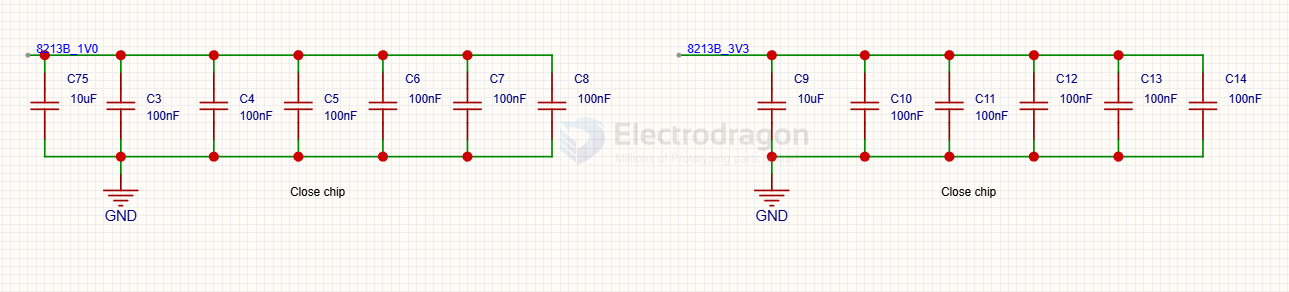 8213B_1V0
C75
10uF
C3
100nF
C4
100nF
C5
100nF
C6
100nF
C7
100nF
C8
100nF
GND
Close chip
8213B_3V3
C9
10uF
C10
100nF
C11
100nF
C12
100nF
C13
100nF
C14
100nF
GND
Close chip
Electrodragon